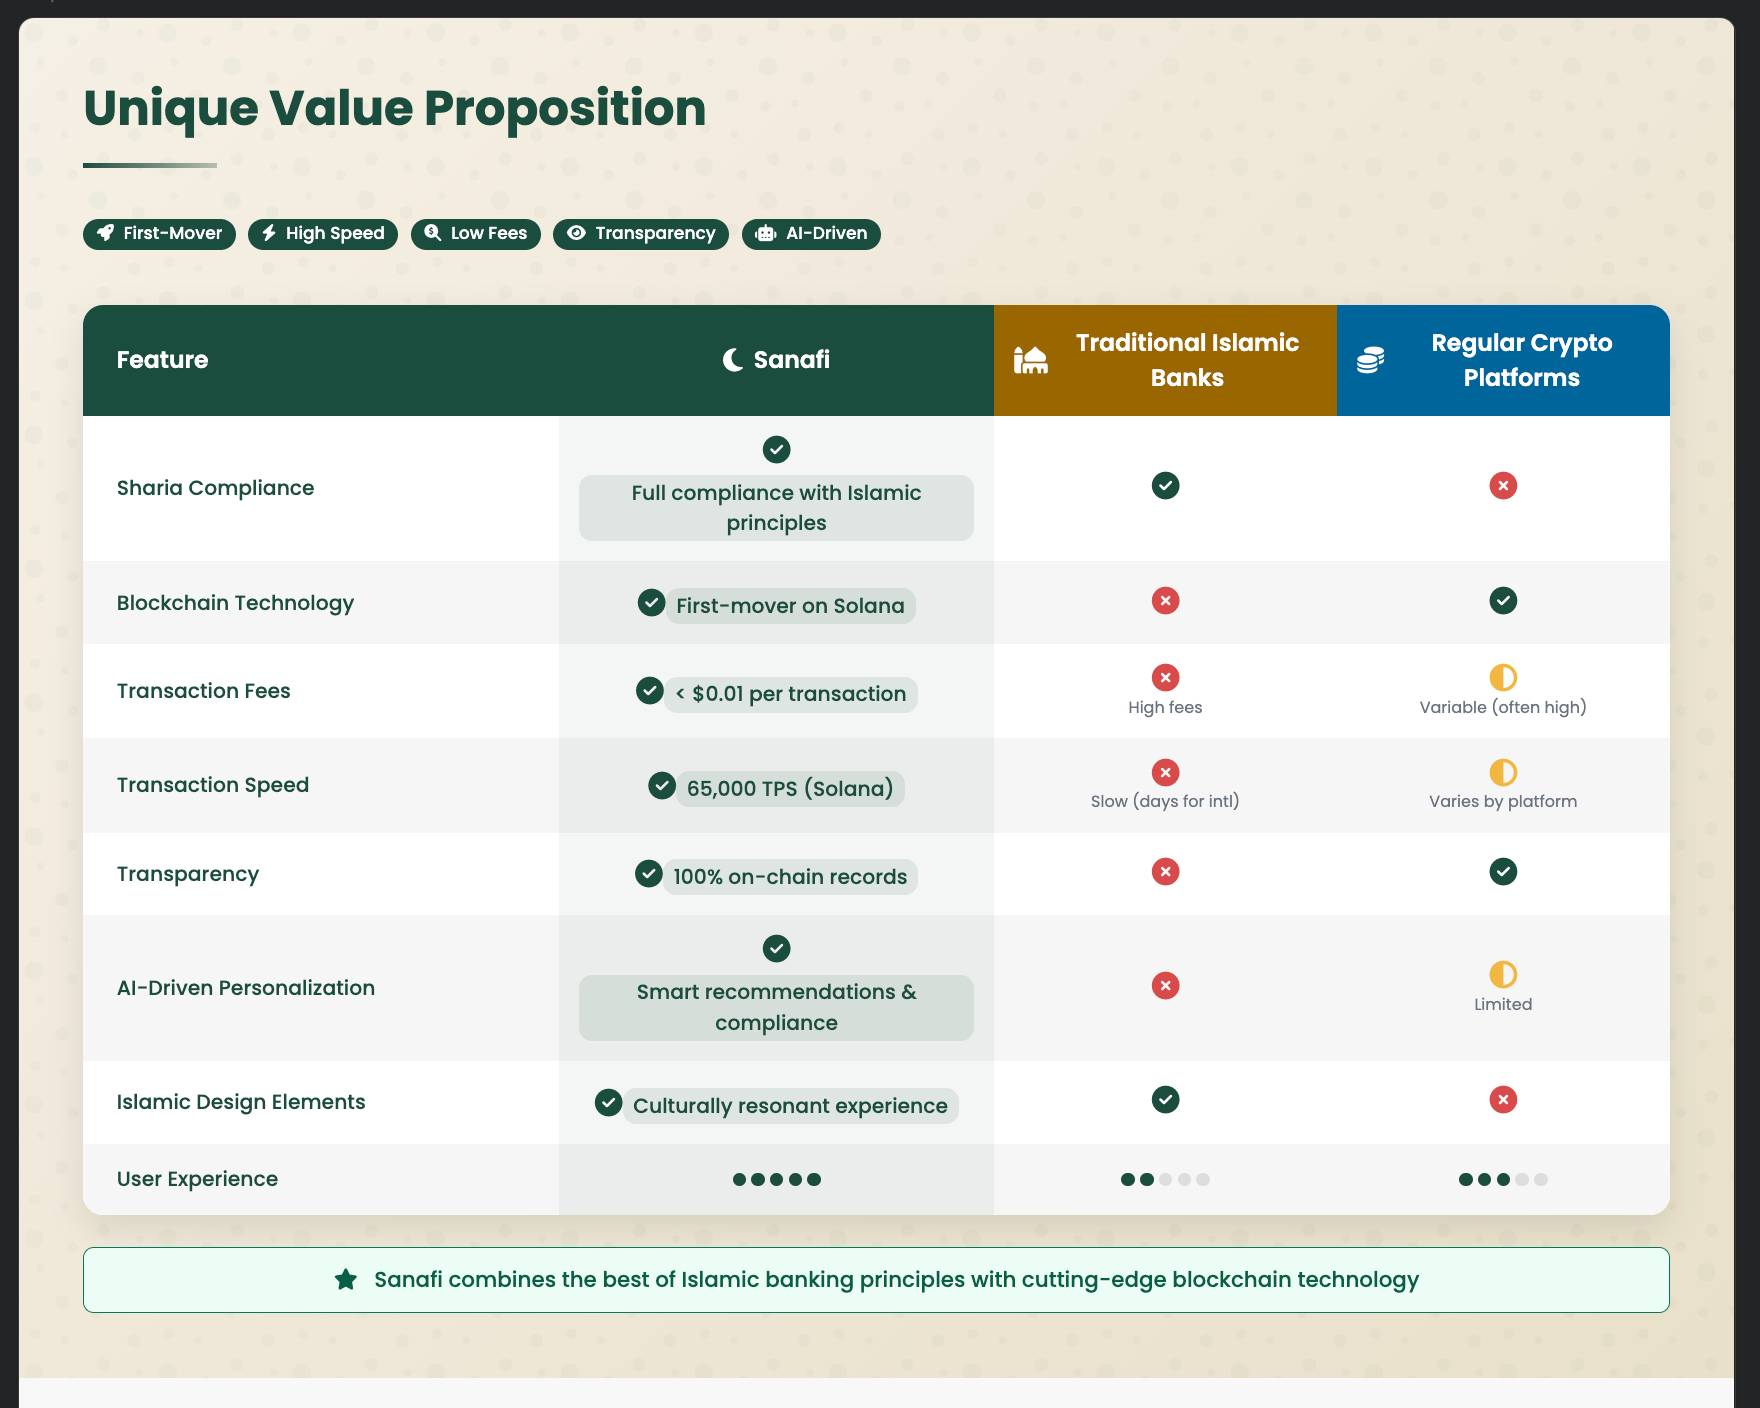 Unique Value Proposition
First-Mover
High Speed
Low Fees
Transparency
AI-Driven
Feature
Sanafi
Traditional Islamic
Banks
Regular Crypto
Platforms
Sharia Compliance
Full compliance with Islamic
principles
Blockchain Technology
First-mover on Solana
Transaction Fees
< $0.01 per transaction
High fees
Variable (often high)
Transaction Speed
65,000 TPS (Solana)
Slow (days for intl)
Varies by platform
Transparency
100% on-chain records
AI-Driven Personalization
Smart recommendations &
compliance
Limited
Islamic Design Elements
Culturally resonant experience
User Experience
Sanafi combines the best of Islamic banking principles with cutting-edge blockchain technology